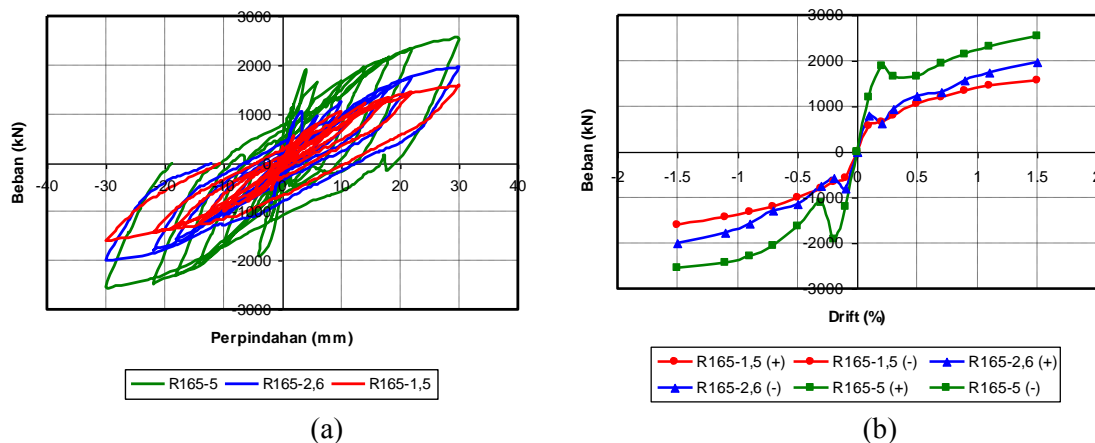 3000
2000
1000
0
-1000
-2000
-3000
-40 -30 -20 -10 0 10 20 30 40
Beban (kN)
Perpindahan (mm)
R165-5 R165-2,6 R165-1,5
(a)
3000
2000
1000
0
-1000
-2000
-3000
-1.5 -1 -0.5 0 0.5 1 1.5 2
Beban (kN)
Drift (%)
R165-1,5 (+) R165-1,5 (-) R165-2,6 (+)
R165-2,6 (-) R165-5 (+) R165-5 (-)
(b)